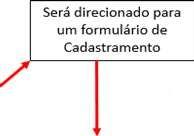 Será direcionado para
um formulário de
Cadastramento